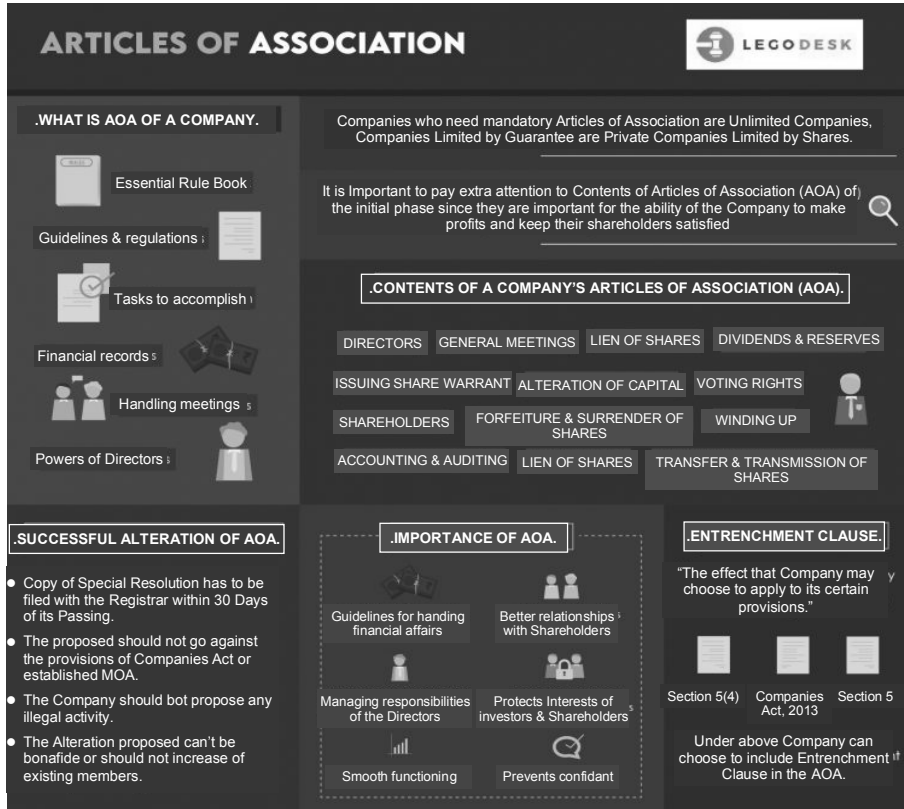 ARTICLES OF ASSOCIATION
LEGODESK
.WHAT IS AOA OF A COMPANY.
Essential Rule Book
Guidelines & regulations
Tasks to accomplish
Financial records
Handling meetings
Powers of Directors
Companies who need mandatory Articles of Association are Unlimited Companies,
Companies Limited by Guarantee are Private Companies Limited by Shares.
It is Important to pay extra attention to Contents of Articles of Association (AOA) of
the initial phase since they are important for the ability of the Company to make
profits and keep their shareholders satisfied
.CONTENTS OF A COMPANY'S ARTICLES OF ASSOCIATION (AOA).
DIRECTORS GENERAL MEETINGS LIEN OF SHARES DIVIDENDS & RESERVES
ISSUING SHARE WARRANT ALTERATION OF CAPITAL VOTING RIGHTS
SHAREHOLDERS
FORFEITURE & SURRENDER OF
SHARES
WINDING UP
ACCOUNTING & AUDITING LIEN OF SHARES
TRANSFER & TRANSMISSION OF
SHARES
.SUCCESSFUL ALTERATION OF AOA.
Copy of Special Resolution has to be
filed with the Registrar within 30 Days
of its Passing.
The proposed should not go against
the provisions of Companies Act or
established MOA.
The Company should bot propose any
illegal activity.
The Alteration proposed can't be
bonafide or should not increase of
existing members.
.IMPORTANCE OF AOA.
Guidelines for handing
financial affairs
Better relationships
with Shareholders
Managing responsibilities
of the Directors
Protects Interests of
investors & Shareholders
Smooth functioning
Prevents confidant
.ENTRENCHMENT CLAUSE.
“The effect that Company may
choose to apply to its certain
provisions.”
Section 5(4)
Companies
Act, 2013
Section 5
Under above Company can
choose to include Entrenchment
Clause in the AOA.